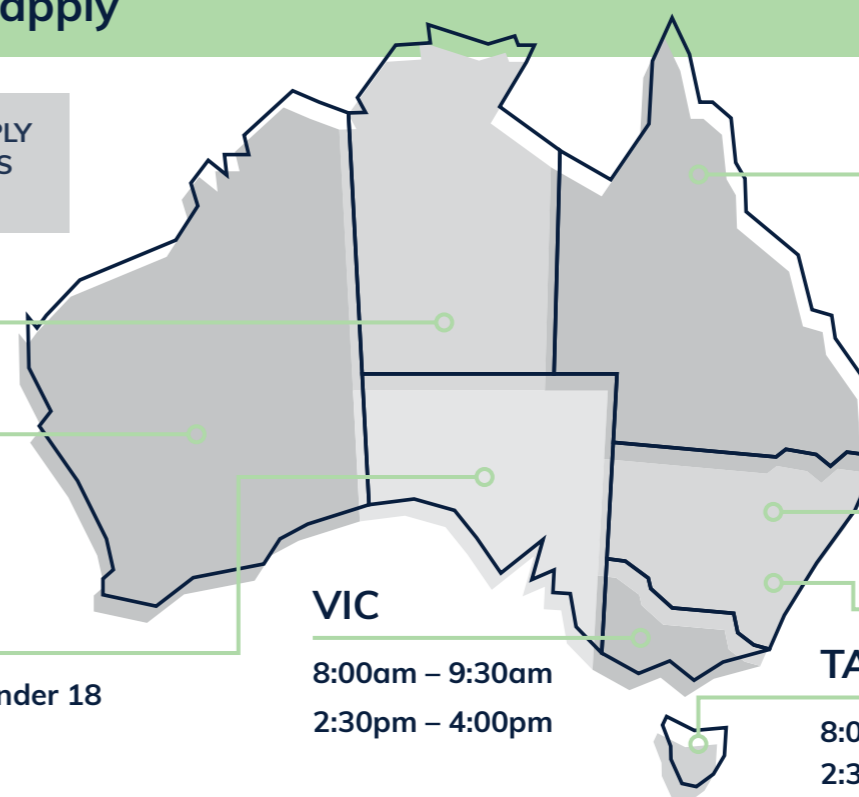 apply
PLY
S
VIC
8:00am – 9:30am
2:30pm – 4:00pm
nder 18
TA
8:0
2:3